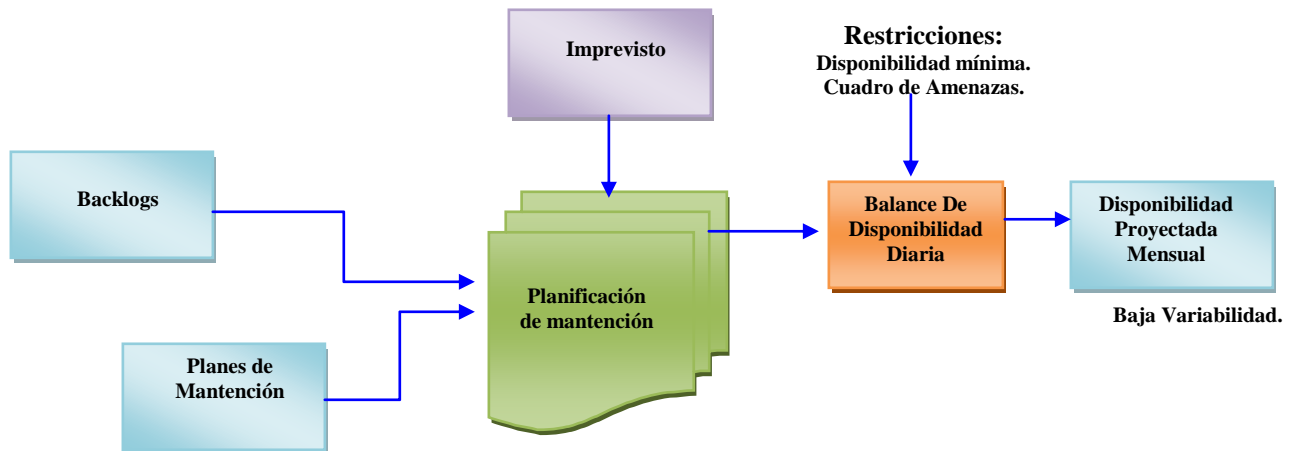 Imprevisto
Restricciones:
Disponibilidad mínima.
Cuadro de Amenazas.
Backlogs
Balance De
Disponibilidad
Diaria
Disponibilidad
Proyectada
Mensual
Planificación
de mantención
Baja Variabilidad.
Planes de
Mantención